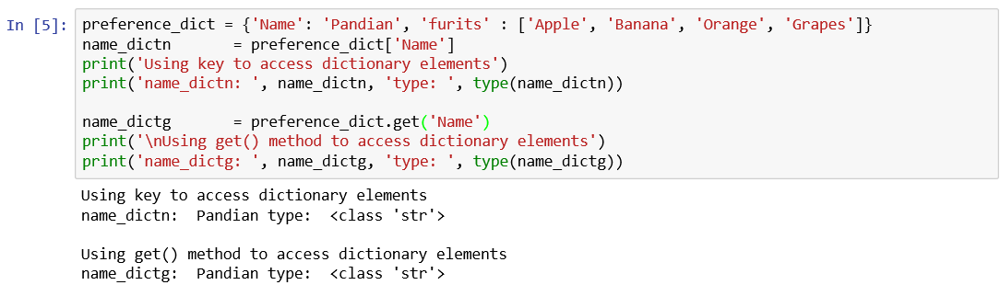 In [5]: preference_dict = {'Name': 'Pandian', 'furits' : ['Apple', 'Banana', 'Orange', 'Grapes']}
name_dictn       = preference_dict['Name']
print('Using key to access dictionary elements')
print('name_dictn: ', name_dictn, 'type: ', type(name_dictn))

name_dictg       = preference_dict.get('Name')
print('\nUsing get() method to access dictionary elements')
print('name_dictg: ', name_dictg, 'type: ', type(name_dictg))
Using key to access dictionary elements
name_dictn:  Pandian type:  <class 'str'>

Using get() method to access dictionary elements
name_dictg:  Pandian type:  <class 'str'>